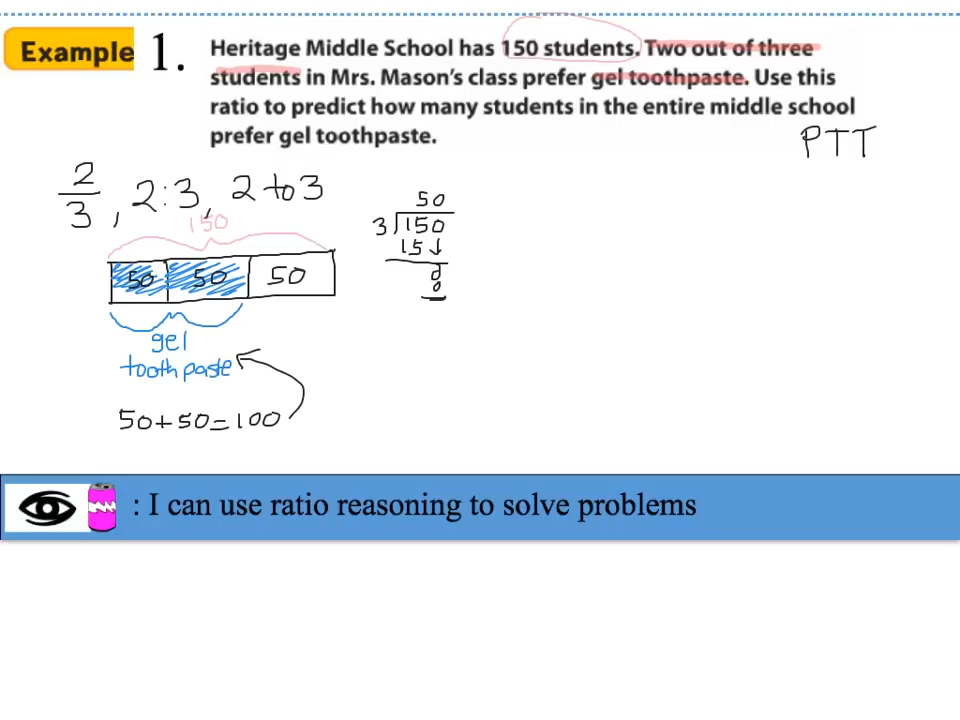 Example 1.
Heritage Middle School has 150 students. Two out of three
students in Mrs. Mason's class prefer gel toothpaste. Use this
ratio to predict how many students in the entire middle school
prefer gel toothpaste.
PTT
2/3, 2:3, 2 to 3
150
50 50 50
gel
tooth paste
50+50=100
50
3 150
15↓
0
0
: I can use ratio reasoning to solve problems